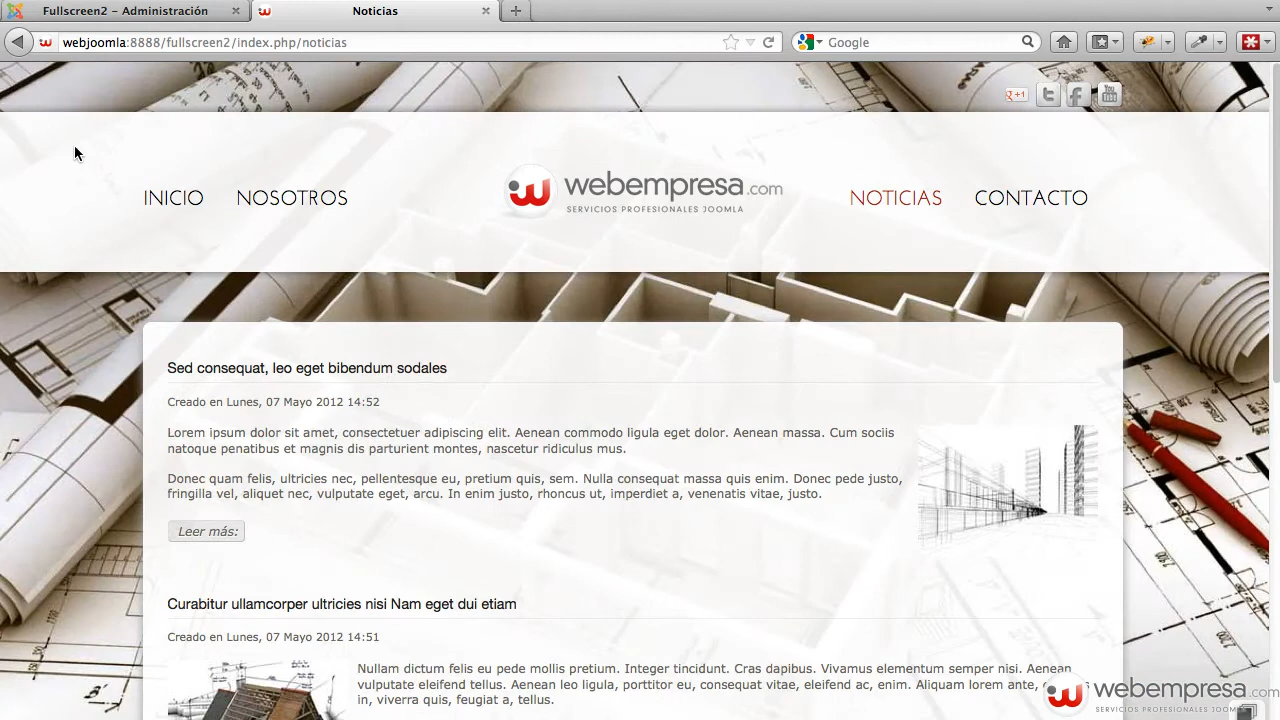 Fullscreen2 – Administración
Noticias
webjoomla:8888/fullscreen2/index.php/noticias
Google
+1
You
INICIO
NOSOTROS
webempresa.com
SERVICIOS PROFESIONALES JOOMLA
NOTICIAS
CONTACTO
Sed consequat, leo eget bibendum sodales
Creado en Lunes, 07 Mayo 2012 14:52
Lorem ipsum dolor sit amet, consectetuer adipiscing elit. Aenean commodo ligula eget dolor. Aenean massa. Cum sociis
natoque penatibus et magnis dis parturient montes, nascetur ridiculus mus.
Donec quam felis, ultricies nec, pellentesque eu, pretium quis, sem. Nulla consequat massa quis enim. Donec pede justo,
fringilla vel, aliquet nec, vulputate eget, arcu. In enim justo, rhoncus ut, imperdiet a, venenatis vitae, justo.
Leer más:
Curabitur ullamcorper ultricies nisi Nam eget dui etiam
Creado en Lunes, 07 Mayo 2012 14:51
Nullam dictum felis eu pede mollis pretium. Integer tincidunt. Cras dapibus. Vivamus elementum semper nisi. Aenean
vulputate eleifend tellus. Aenean leo ligula, porttitor eu, consequat vitae, eleifend ac, enim. Aliquam lorem ante,
in, viverra quis, feugiat a, tellus.
webempresa.com
SERVICIOS PROFESIONALES